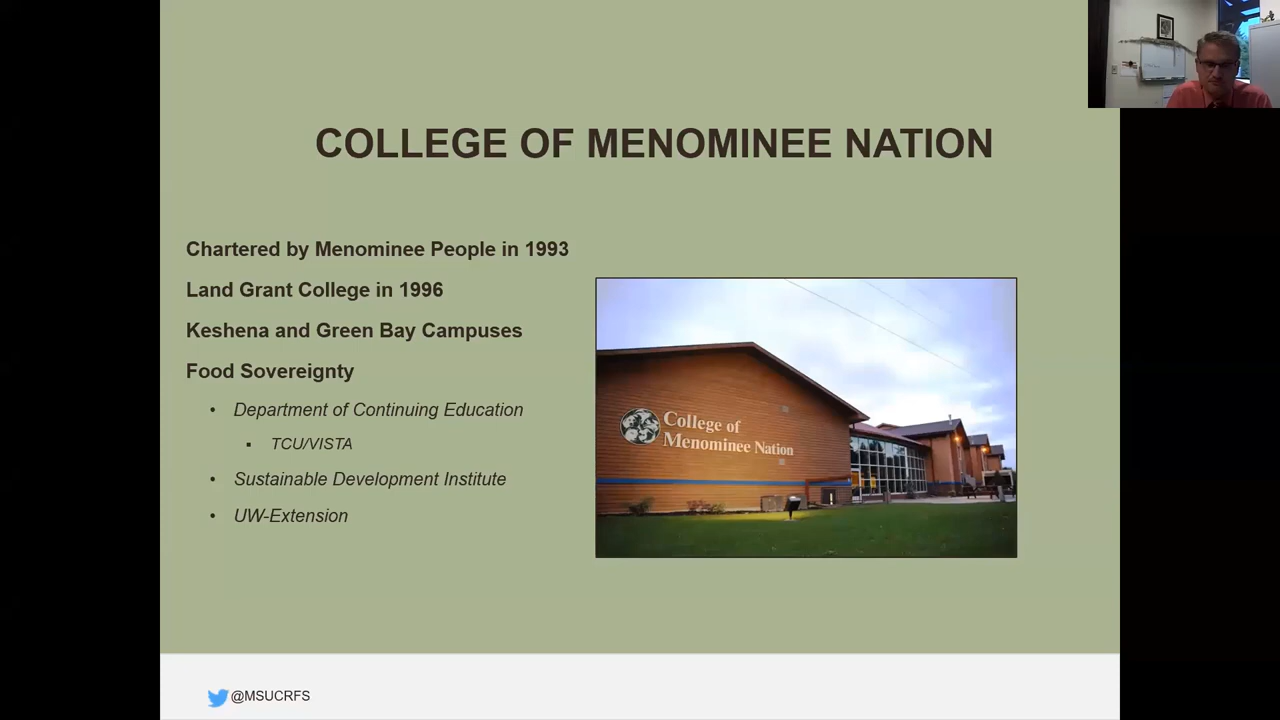 COLLEGE OF MENOMINEE NATION
Chartered by Menominee People in 1993
Land Grant College in 1996
Keshena and Green Bay Campuses
Food Sovereignty
• Department of Continuing Education
▪ TCU/VISTA
• Sustainable Development Institute
• UW-Extension
College of
Menominee Nation
@MSUCRFS